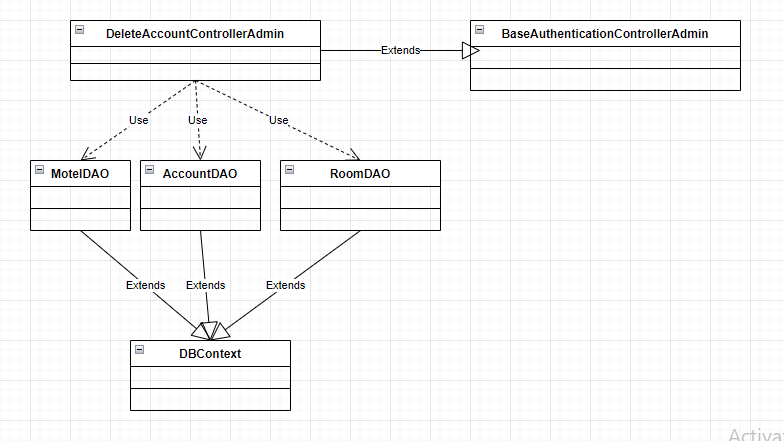 DeleteAccountControllerAdmin
BaseAuthenticationControllerAdmin
Extends
Use
Use
Use
MotelDAO
AccountDAO
RoomDAO
Extends
Extends
Extends
DBContext